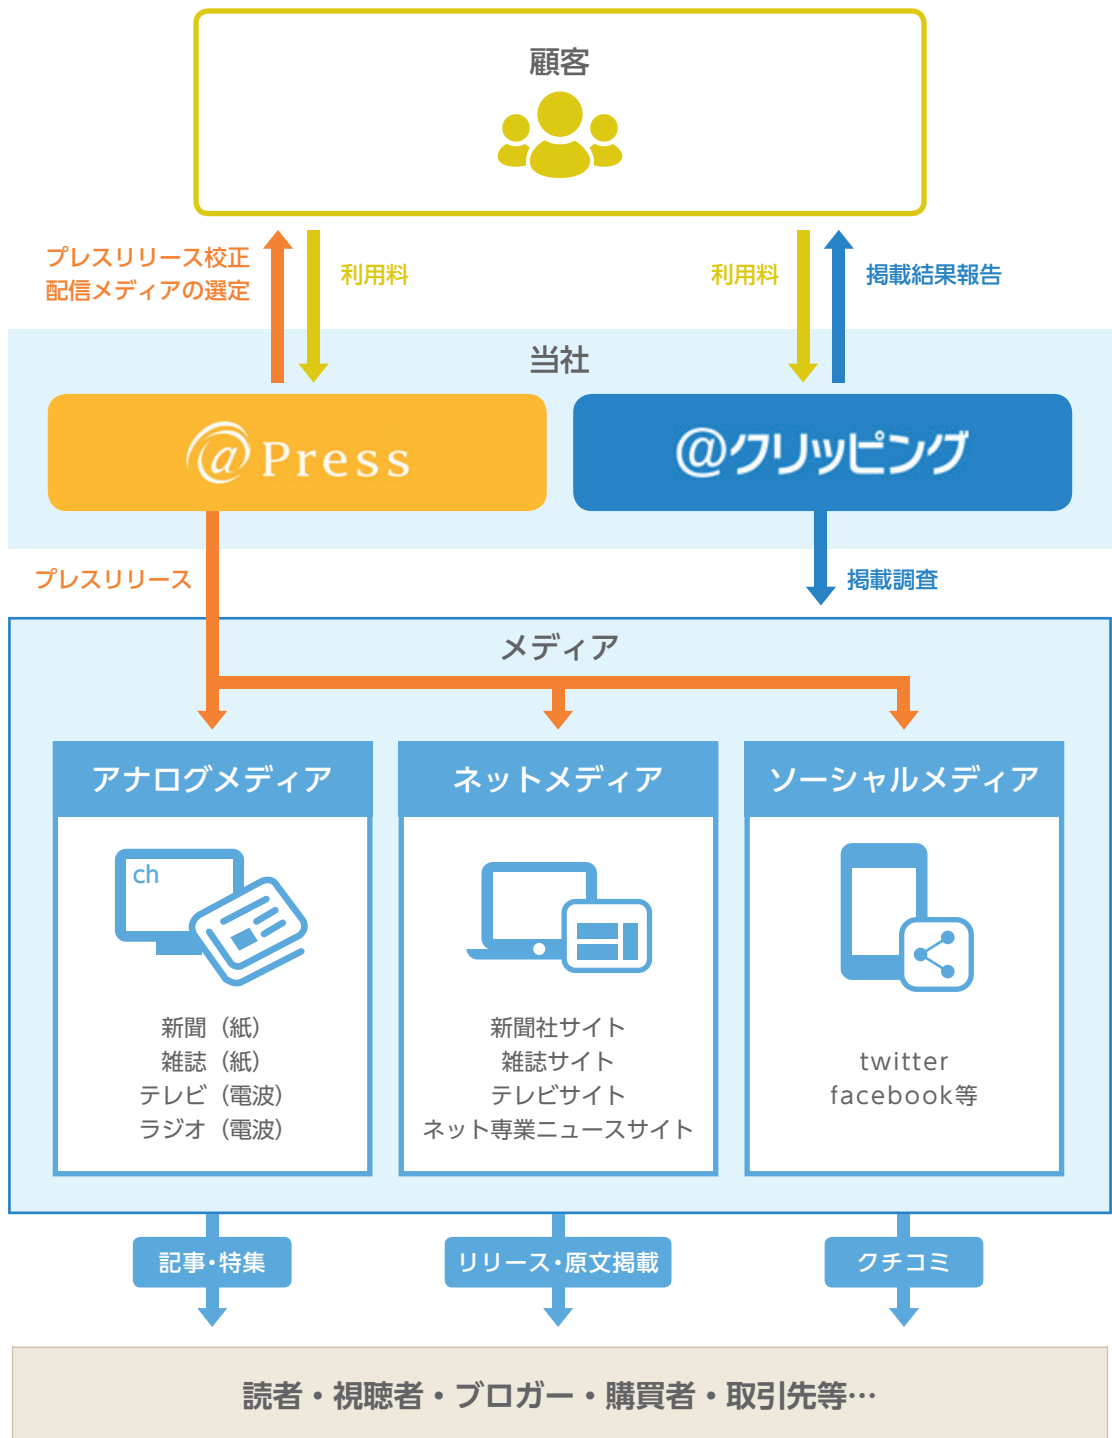 顧客
プレスリリース校正
配信メディアの選定
利用料
利用料
掲載結果報告
当社
@Press
@クリッピング
プレスリリース
掲載調査
メディア
アナログメディア
ch
新聞（紙）
雑誌（紙）
テレビ（電波）
ラジオ（電波）
ネットメディア
新聞社サイト
雑誌サイト
テレビサイト
ネット専業ニュースサイト
ソーシャルメディア
twitter
facebook等
記事・特集
リリース・原文掲載
クチコミ
読者・視聴者・ブロガー・購買者・取引先等…